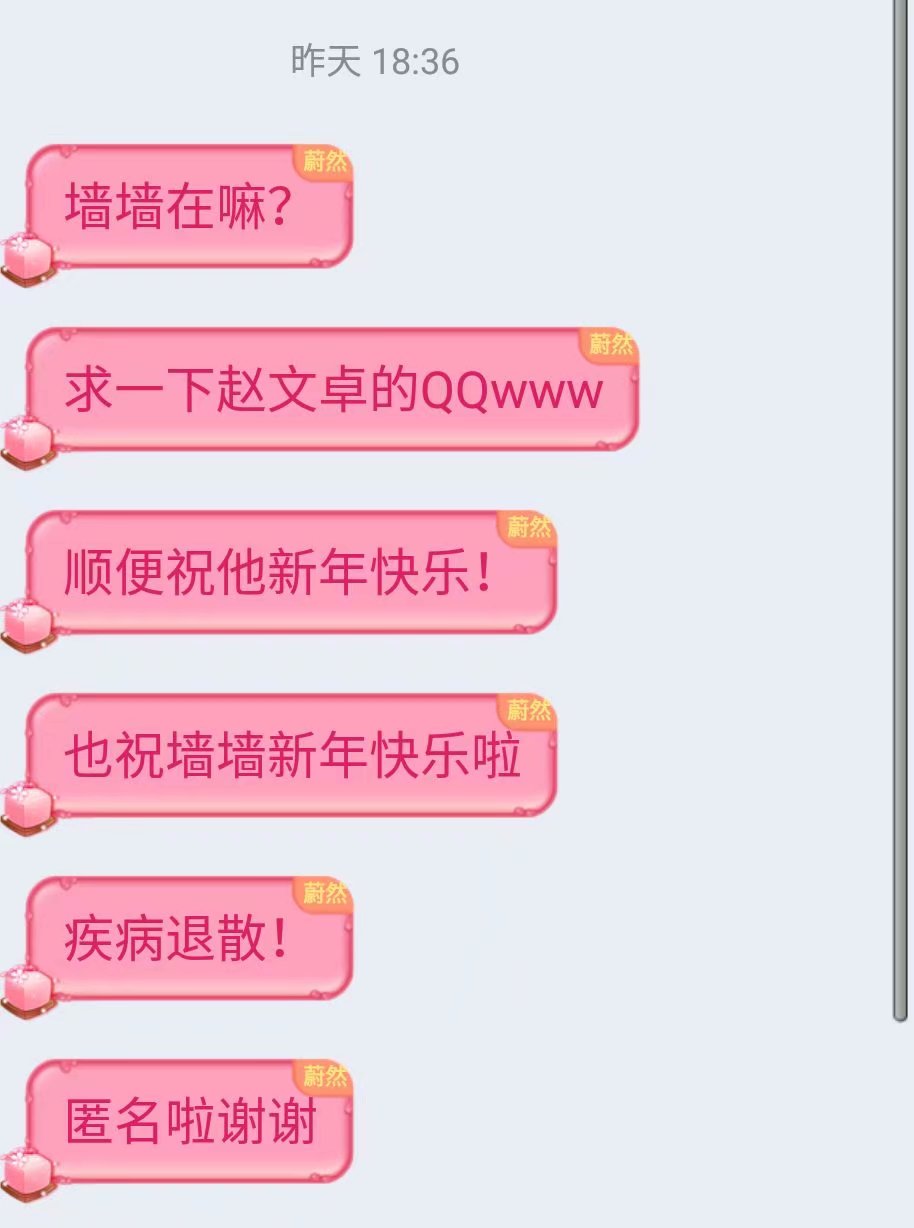 昨天 18:36
蔚然
墙墙在嘛？
蔚然
求一下赵文卓的QQwww
蔚然
顺便祝他新年快乐！
蔚然
也祝墙墙新年快乐啦
蔚然
疾病退散！
蔚然
匿名啦谢谢